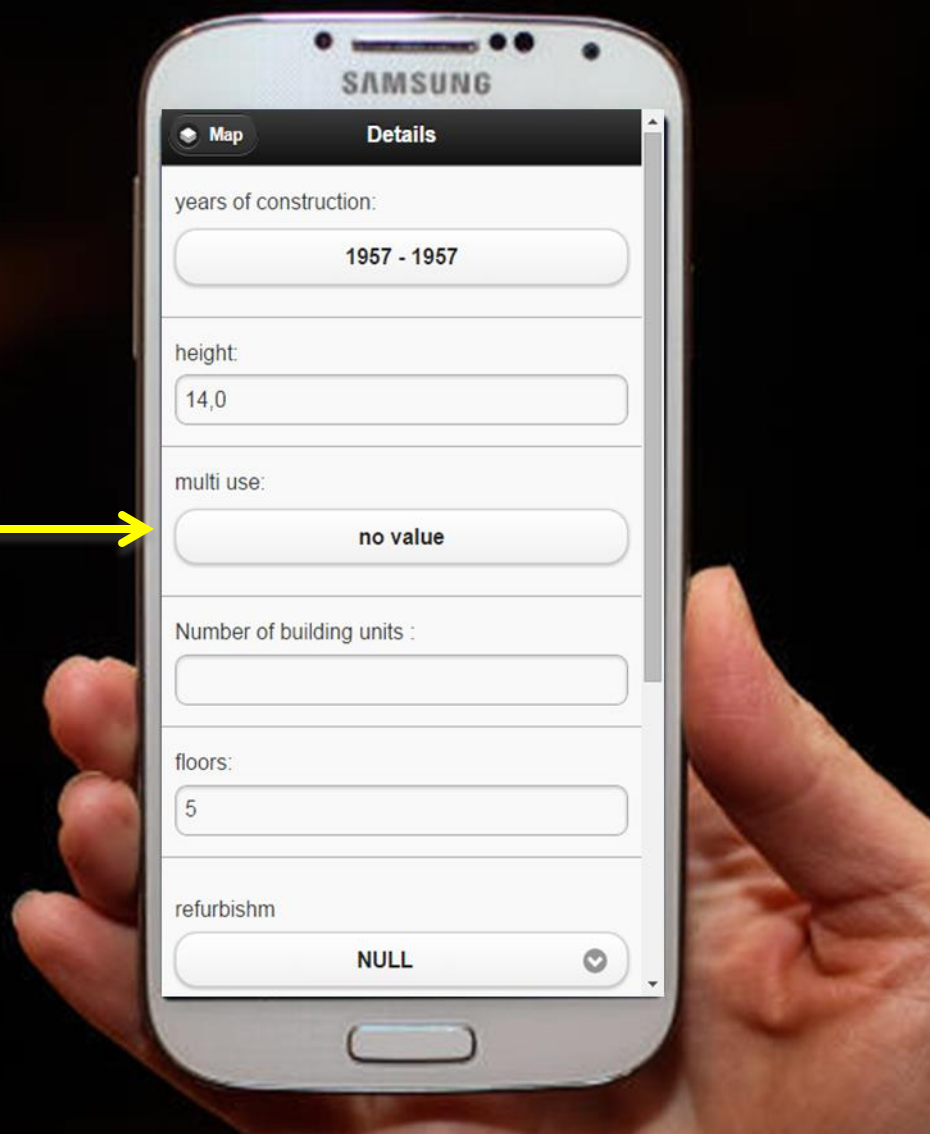 SAMSUNG
Map Details
years of construction:
1957 - 1957
height:
14,0
multi use:
no value
Number of building units :
floors:
5
refurbishm
NULL